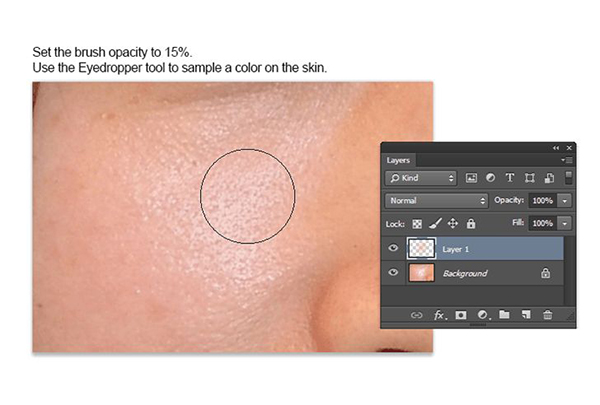 Set the brush opacity to 15%.
Use the Eyedropper tool to sample a color on the skin.
Layers
Kind
T
Normal
Opacity: 100%
Lock:
Fill: 100%
Layer 1
Background
fx